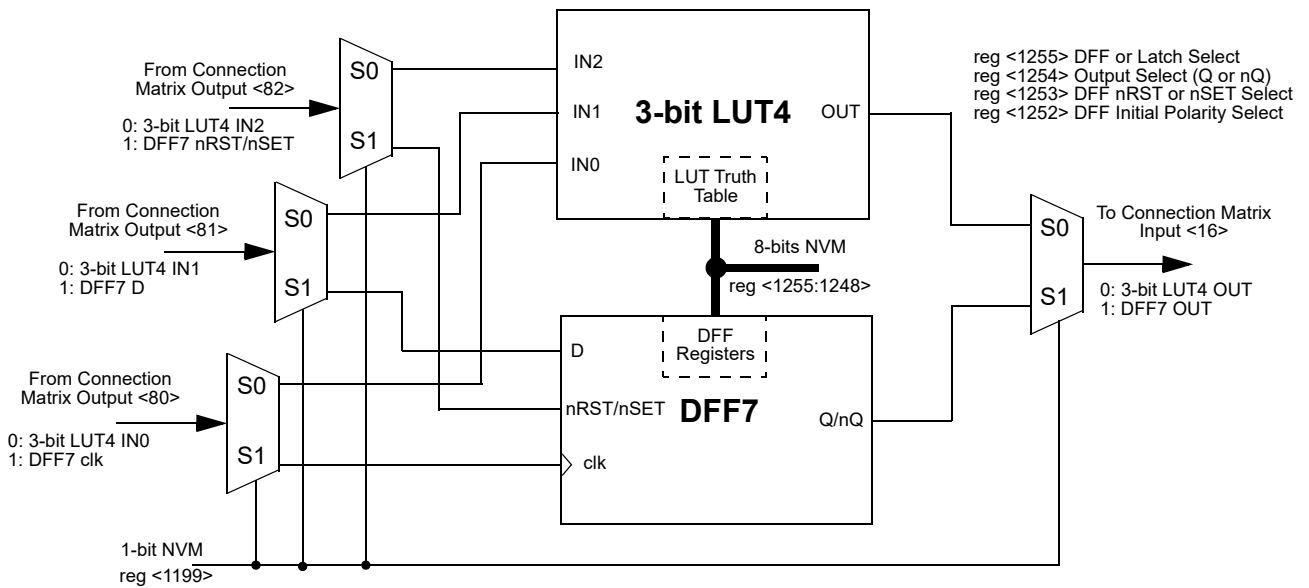 From Connection
Matrix Output <82>
0: 3-bit LUT4 IN2
1: DFF7 nRST/nSET
S0
S1
IN2
IN1
IN0
3-bit LUT4
OUT
LUT Truth
Table
reg <1255> DFF or Latch Select
reg <1254> Output Select (Q or nQ)
reg <1253> DFF nRST or nSET Select
reg <1252> DFF Initial Polarity Select
From Connection
Matrix Output <81>
0: 3-bit LUT4 IN1
1: DFF7 D
S0
S1
8-bits NVM
reg <1255:1248>
S0
S1
To Connection Matrix
Input <16>
0: 3-bit LUT4 OUT
1: DFF7 OUT
From Connection
Matrix Output <80>
0: 3-bit LUT4 IN0
1: DFF7 clk
S0
S1
D
nRST/nSET
clk
DFF
Registers
DFF7
Q/nQ
1-bit NVM
reg <1199>